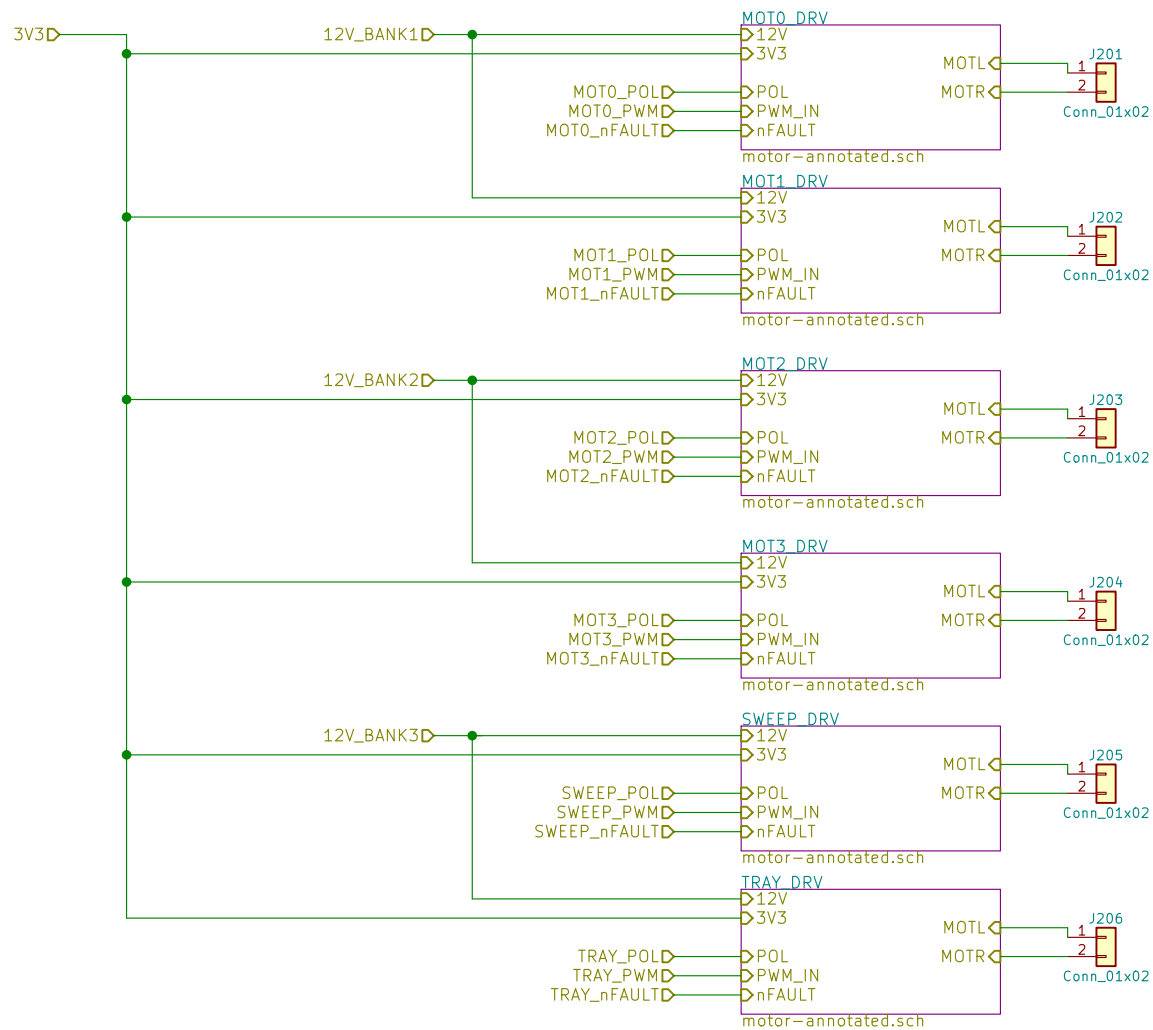 3V3
12V_BANK1
MOT0_DRV
12V
3V3
MOT0_POL
POL
MOT0_PWM
PWM_IN
MOT0_nFAULT
nFAULT
MOTL
MOTR
motor-annotated.sch
J201
1
2
Conn_01x02
MOT1_DRV
12V
3V3
MOT1_POL
POL
MOT1_PWM
PWM_IN
MOT1_nFAULT
nFAULT
MOTL
MOTR
motor-annotated.sch
J202
1
2
Conn_01x02
12V_BANK2
MOT2_DRV
12V
3V3
MOT2_POL
POL
MOT2_PWM
PWM_IN
MOT2_nFAULT
nFAULT
MOTL
MOTR
motor-annotated.sch
J203
1
2
Conn_01x02
MOT3_DRV
12V
3V3
MOT3_POL
POL
MOT3_PWM
PWM_IN
MOT3_nFAULT
nFAULT
MOTL
MOTR
motor-annotated.sch
J204
1
2
Conn_01x02
12V_BANK3
SWEEP_DRV
12V
3V3
SWEEP_POL
POL
SWEEP_PWM
PWM_IN
SWEEP_nFAULT
nFAULT
MOTL
MOTR
motor-annotated.sch
J205
1
2
Conn_01x02
TRAY_DRV
12V
3V3
TRAY_POL
POL
TRAY_PWM
PWM_IN
TRAY_nFAULT
nFAULT
MOTL
MOTR
motor-annotated.sch
J206
1
2
Conn_01x02